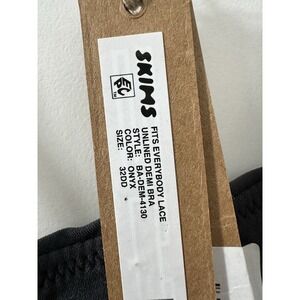 SKIMS
FITS EVERYBODY LACE
UNLINED DEMI BRA
STYLE: BA-DEM-4130
COLOR: ONYX
SIZE: 32DD